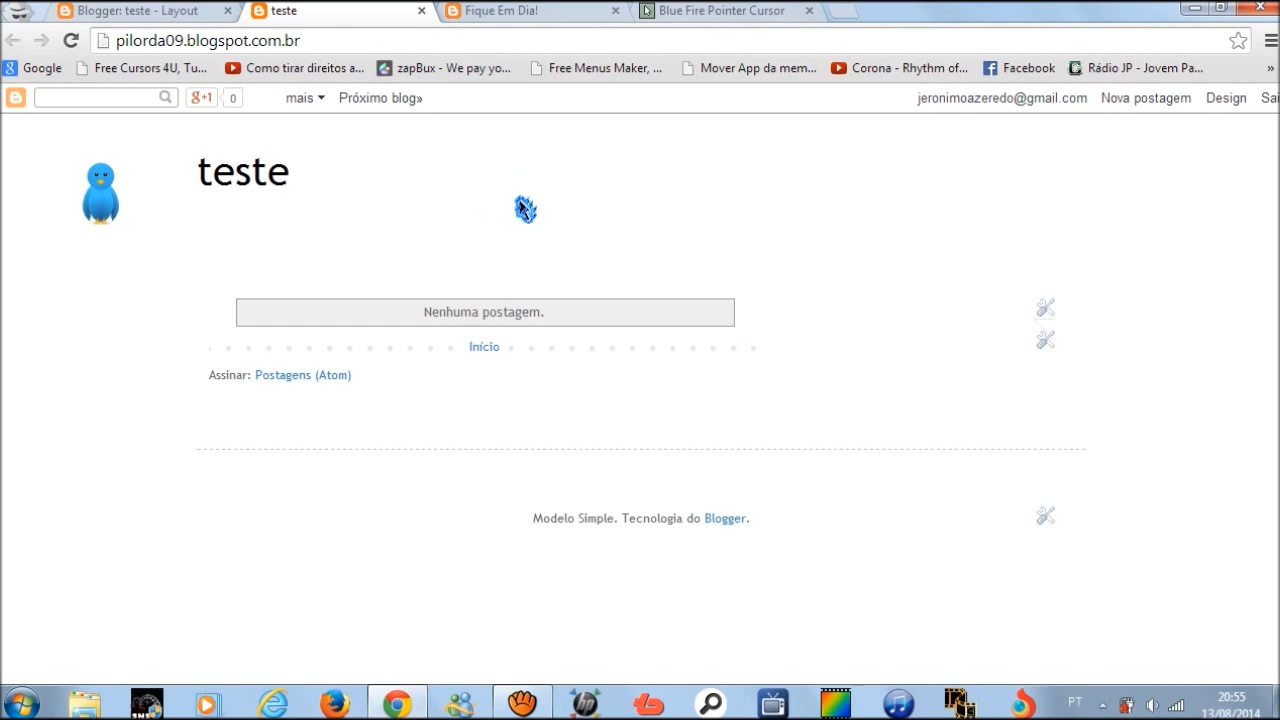 Blogger: teste - Layout
teste
Fique Em Dia!
Blue Fire Pointer Cursor
pilorda09.blogspot.com.br
Google
Free Cursors 4U, Tu...
Como tirar direitos a...
zapBux - We pay yo...
Free Menus Maker, ...
Mover App da mem...
Corona - Rhythm of...
Facebook
Rádio JP - Jovem Pa...
»
g+1
0
mais
Próximo blog»
jeronimoazeredo@gmail.com
Nova postagem
Design
Sai
teste
Nenhuma postagem.
Início
Assinar: Postagens (Atom)
Modelo Simple. Tecnologia do Blogger.
PT
20:55
13/08/2014